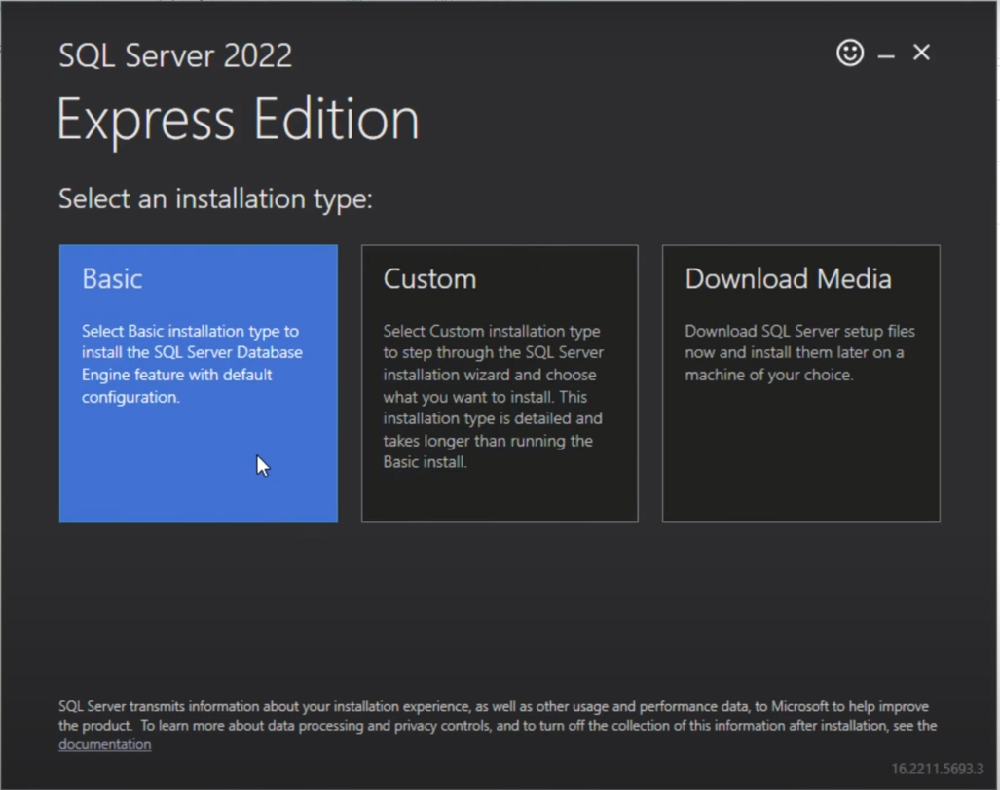 SQL Server 2022
Express Edition
Select an installation type:
Basic
Select Basic installation type to
install the SQL Server Database
Engine feature with default
configuration.
Custom
Select Custom installation type
to step through the SQL Server
installation wizard and choose
what you want to install. This
installation type is detailed and
takes longer than running the
Basic install.
Download Media
Download SQL Server setup files
now and install them later on a
machine of your choice.
SQL Server transmits information about your installation experience, as well as other usage and performance data, to Microsoft to help improve
the product.  To learn more about data processing and privacy controls, and to turn off the collection of this information after installation, see the
documentation
16.2211.5693.3